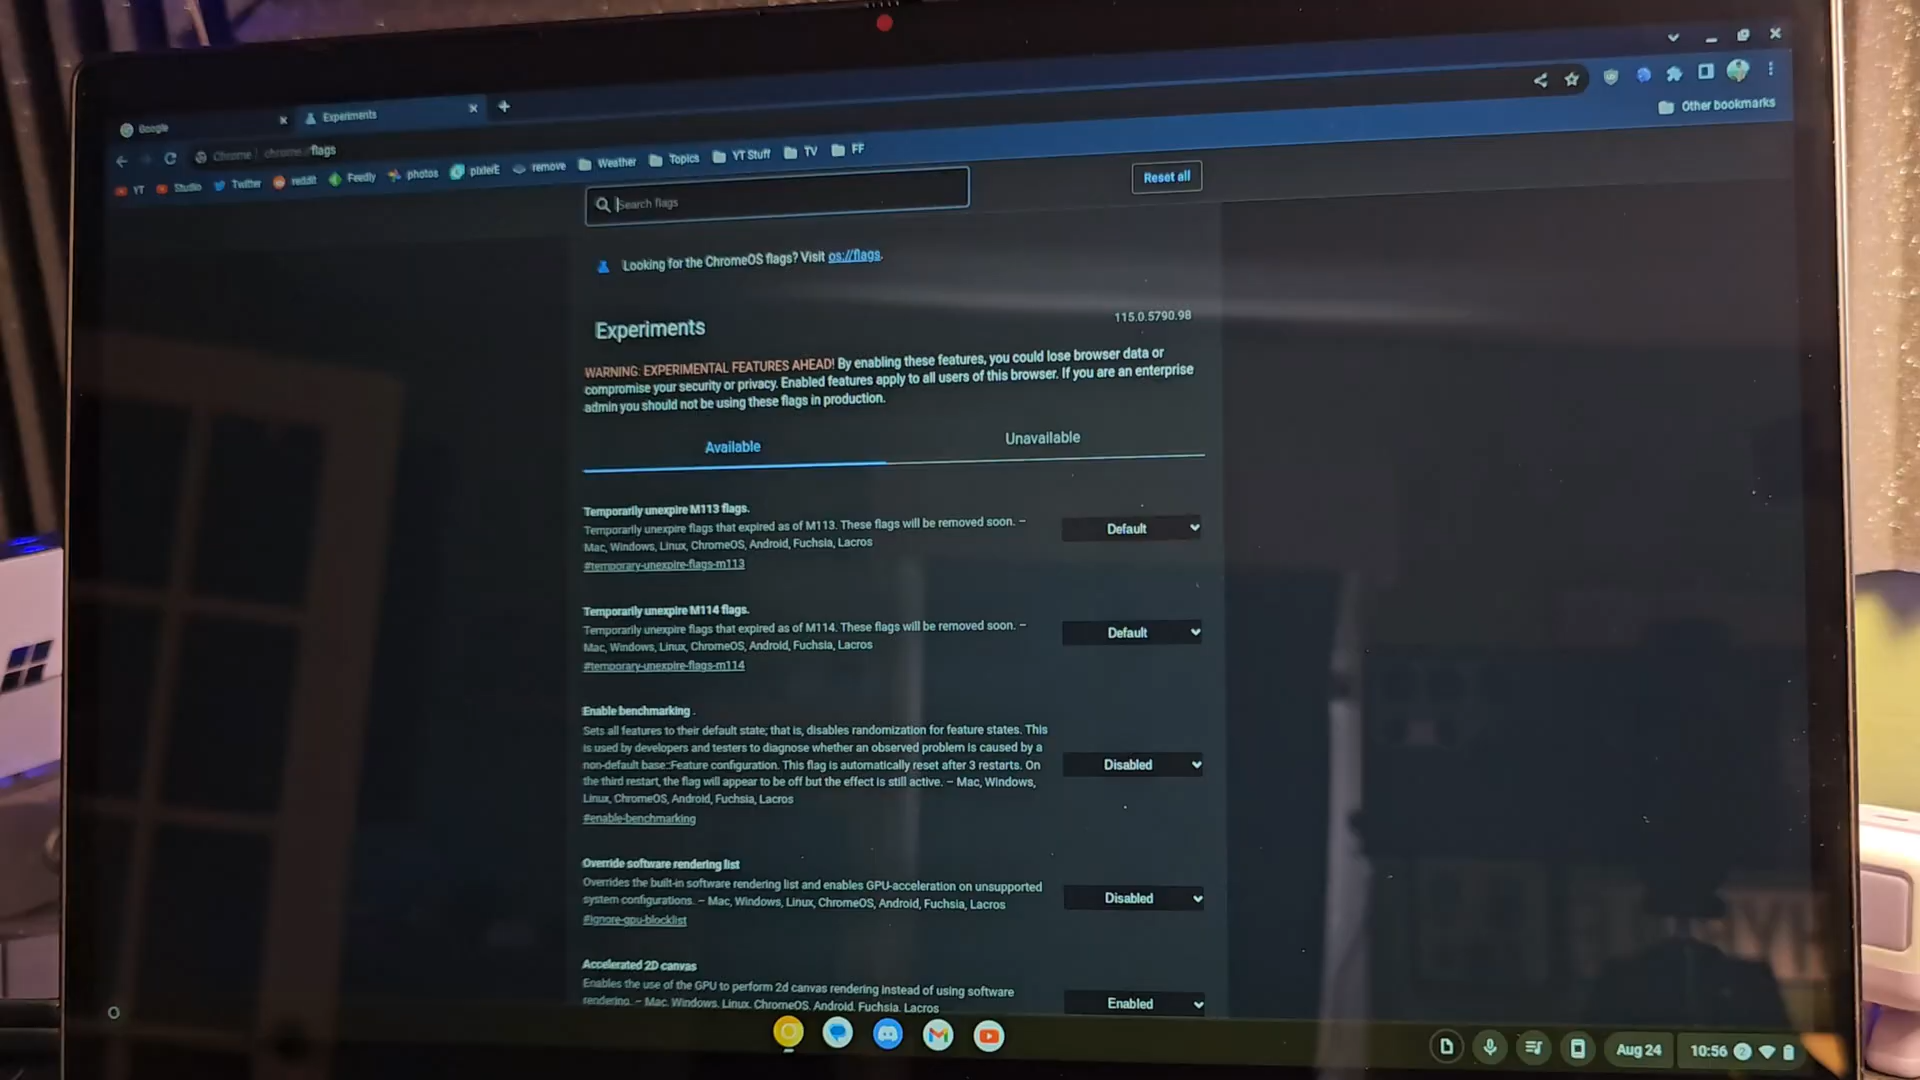 Google
Experiments
Chrome | chrome://flags
YT
Studio
Twitter
reddit
Feedly
photos
pixlerE
remove
Weather
Topics
YT Stuff
TV
FF
Other bookmarks
Search flags
Reset all
Looking for the ChromeOS flags? Visit os://flags.
Experiments
115.0.5790.98
WARNING: EXPERIMENTAL FEATURES AHEAD! By enabling these features, you could lose browser data or
compromise your security or privacy. Enabled features apply to all users of this browser. If you are an enterprise
admin you should not be using these flags in production.
Available
Unavailable
Temporarily unexpire M113 flags.
Temporarily unexpire flags that expired as of M113. These flags will be removed soon. –
Mac, Windows, Linux, ChromeOS, Android, Fuchsia, Lacros
#temporary-unexpire-flags-m113
Default
Temporarily unexpire M114 flags.
Temporarily unexpire flags that expired as of M114. These flags will be removed soon. –
Mac, Windows, Linux, ChromeOS, Android, Fuchsia, Lacros
#temporary-unexpire-flags-m114
Default
Enable benchmarking
Sets all features to their default state; that is, disables randomization for feature states. This
is used by developers and testers to diagnose whether an observed problem is caused by a
non-default base::Feature configuration. This flag is automatically reset after 3 restarts. On
the third restart, the flag will appear to be off but the effect is still active. – Mac, Windows,
Linux, ChromeOS, Android, Fuchsia, Lacros
#enable-benchmarking
Disabled
Override software rendering list
Overrides the built-in software rendering list and enables GPU-acceleration on unsupported
system configurations. – Mac, Windows, Linux, ChromeOS, Android, Fuchsia, Lacros
#ignore-gpu-blocklist
Disabled
Accelerated 2D canvas
Enables the use of the GPU to perform 2d canvas rendering instead of using software
rendering. – Mac, Windows, Linux, ChromeOS, Android, Fuchsia, Lacros
Enabled
Aug 24
10:56
2